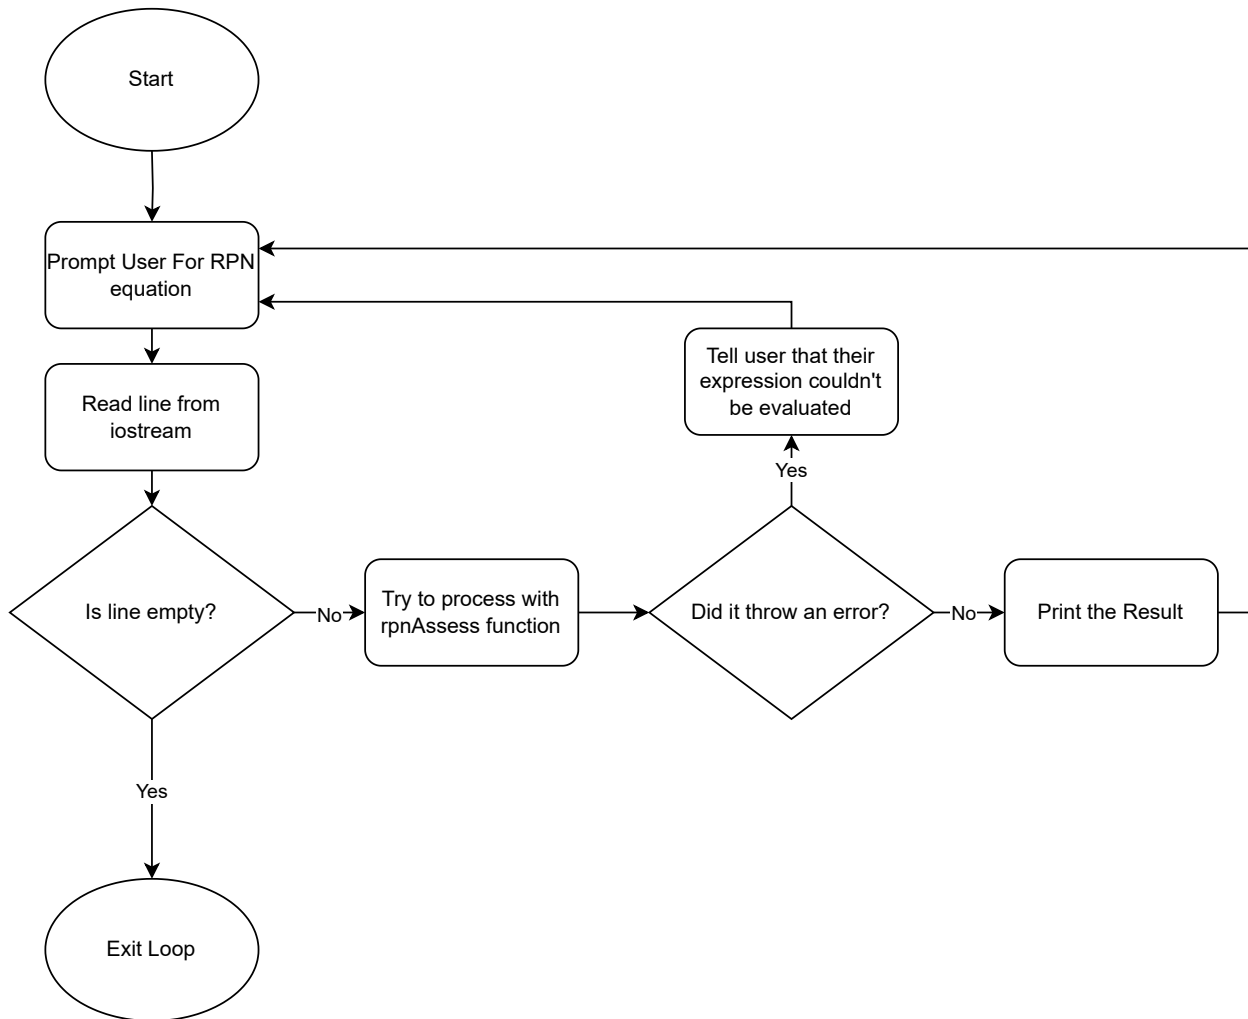 Start
Prompt User For RPN
equation
Read line from
iostream
Is line empty?
No
Try to process with
rpnAssess function
Did it throw an error?
Yes
Tell user that their
expression couldn't
be evaluated
No
Print the Result
Yes
Exit Loop